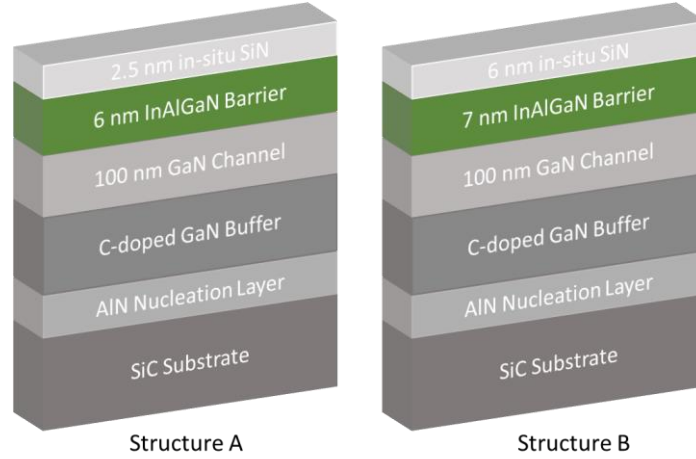 2.5 nm in-situ SiN
6 nm InAlGaN Barrier
100 nm GaN Channel
C-doped GaN Buffer
AlN Nucleation Layer
SiC Substrate
Structure A
6 nm in-situ SiN
7 nm InAlGaN Barrier
100 nm GaN Channel
C-doped GaN Buffer
AlN Nucleation Layer
SiC Substrate
Structure B